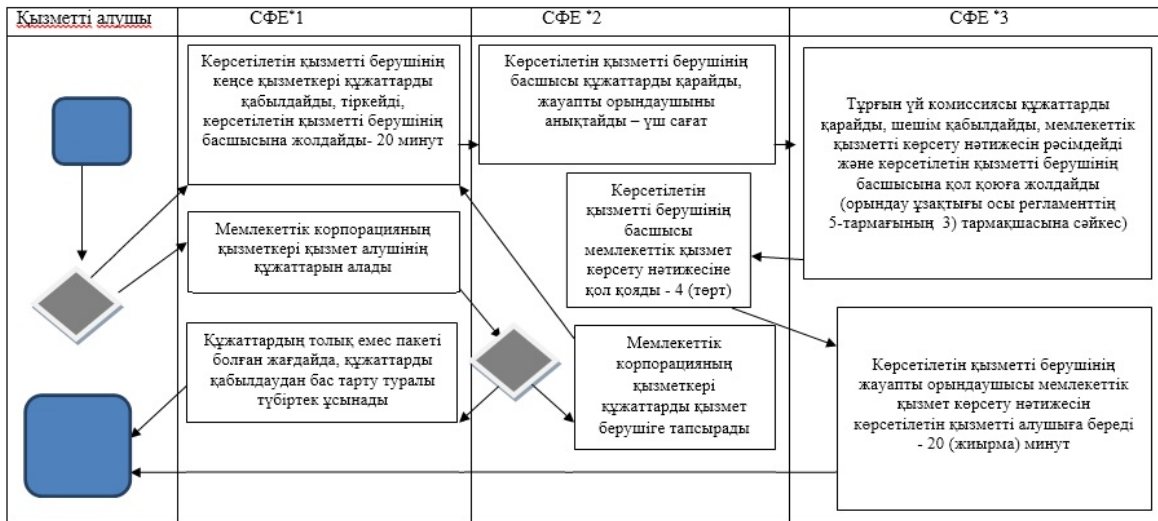 Қызметті алушы
СФЕ*1
СФЕ *2
СФЕ *3
Көрсетілетін қызметті берушінің
кеңсе қызметкері құжаттарды
қабылдайды, тіркейді,
көрсетілетін қызметті берушінің
басшысына жолдайды- 20 минут
Көрсетілетін қызметті берушінің
басшысы құжаттарды қарайды,
жауапты орындаушыны
анықтайды – үш сағат
Тұрғын үй комиссиясы құжаттарды
қарайды, шешім қабылдайды, мемлекеттік
қызметті көрсету нәтижесін рәсімдейді
және көрсетілетін қызметті берушінің
басшысына қол қоюға жолдайды
(орындау ұзақтығы осы регламенттің
5-тармағының 3) тармақшасына сәйкес)
Мемлекеттік корпорацияның
қызметкері қызмет алушінің
құжаттарын алады
Көрсетілетін
қызметті берушінің
басшысы
мемлекеттік қызмет
көрсету нәтижесіне
қол қояды - 4 (төрт)
Құжаттардың толық емес пакеті
болған жағдайда, құжаттарды
қабылдаудан бас тарту туралы
түбіртек ұсынады
Мемлекеттік
корпорацияның
қызметкері
құжаттарды қызмет
берушіге тапсырады
Көрсетілетін қызметті берушінің
жауапты орындаушысы мемлекеттік
қызмет көрсету нәтижесін
көрсетілетін қызметті алушыға береді
- 20 (жиырма) минут